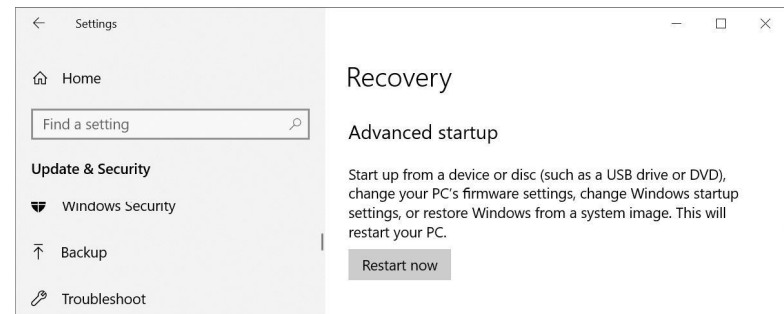 Settings
Home
Find a setting
Update & Security
Windows Security
Backup
Troubleshoot
Recovery
Advanced startup
Start up from a device or disc (such as a USB drive or DVD),
change your PC's firmware settings, change Windows startup
settings, or restore Windows from a system image. This will
restart your PC.
Restart now